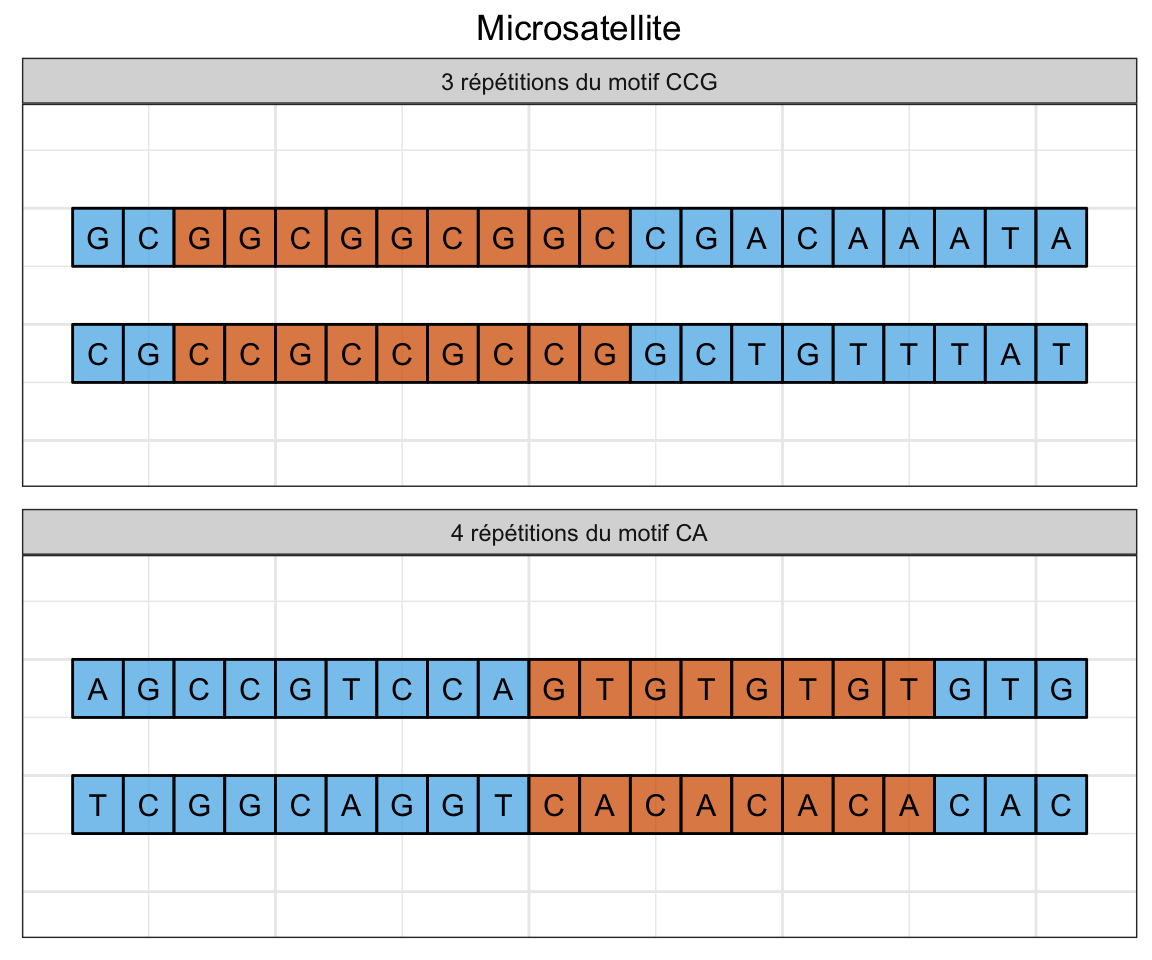 Microsatellite
3 répétitions du motif CCG
G C G G C G G C G G C C G A C A A A T A
C G C C G C C G C C G G C T G T T T A T
4 répétitions du motif CA
A G C C G T C C A G T G T G T G T G T G
T C G G C A G G T C A C A C A C A C A C